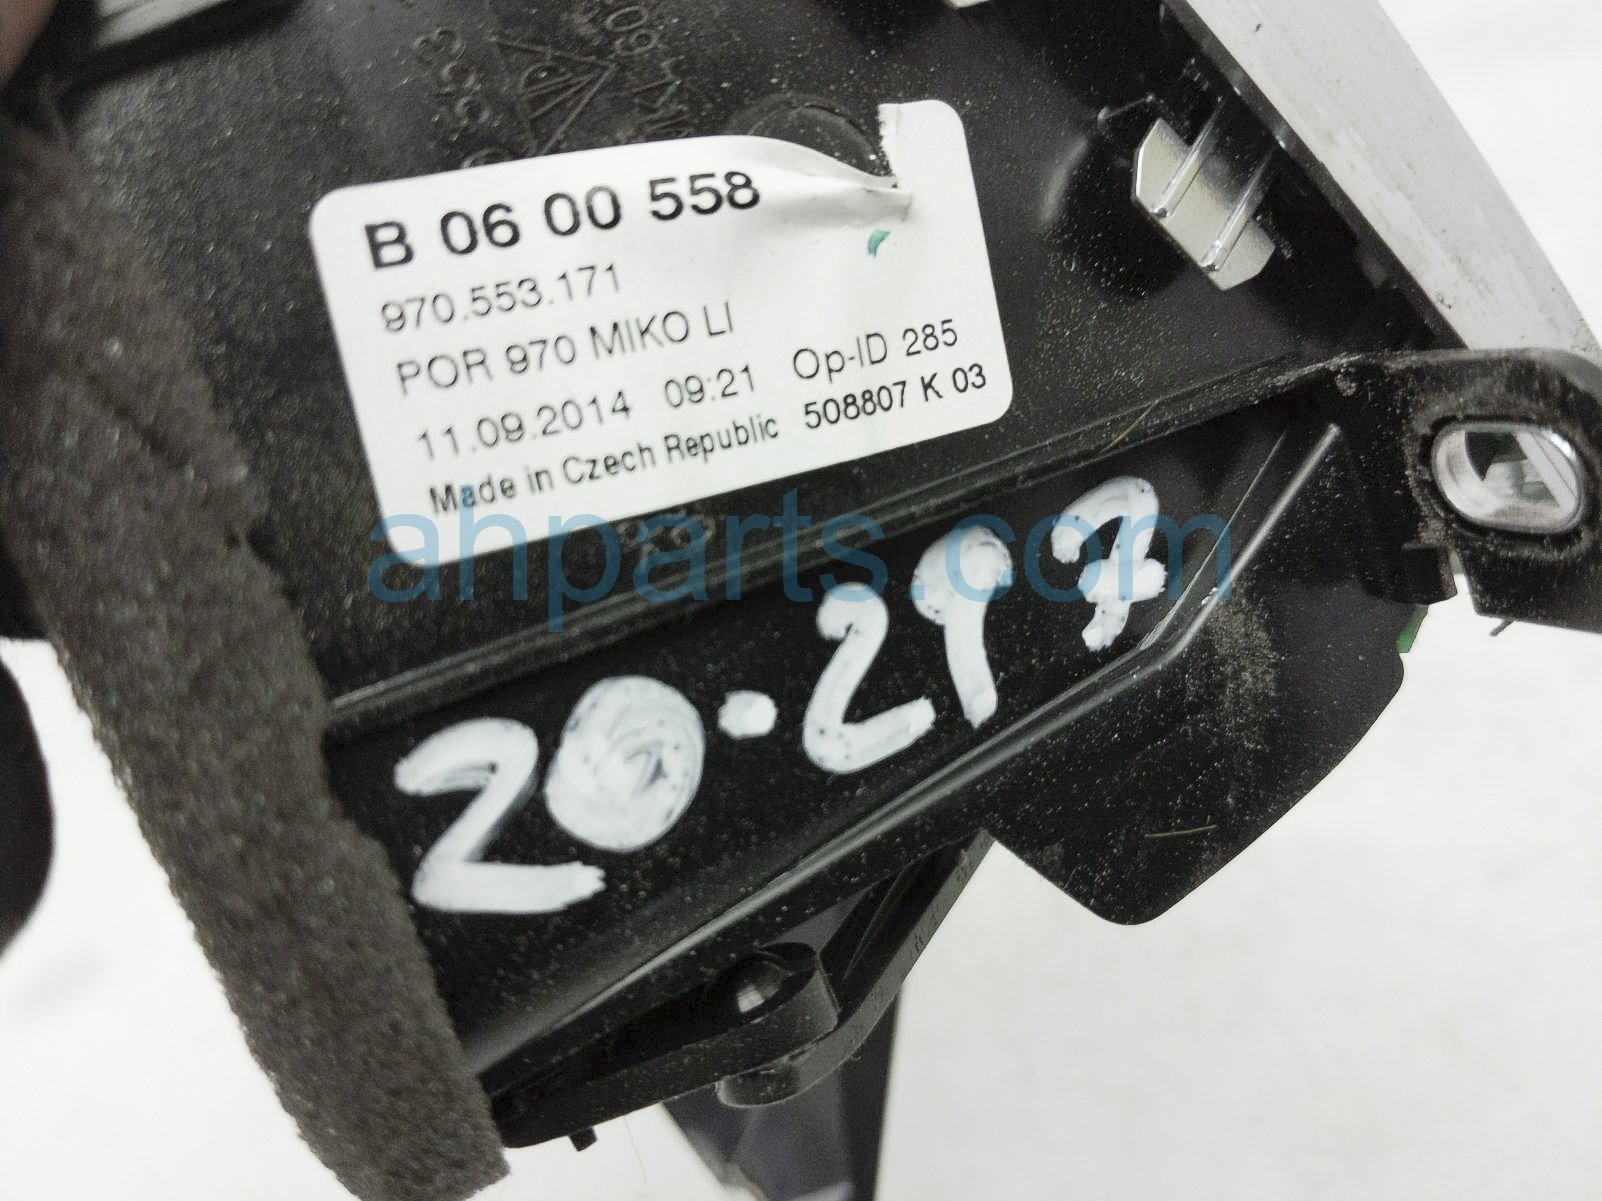 B 06 00 558
970.553.171
POR 970 MIKO LI
11.09.2014 09:21 Op-ID 285
Made in Czech Republic 508807 K 03
ahparts.com
20.297